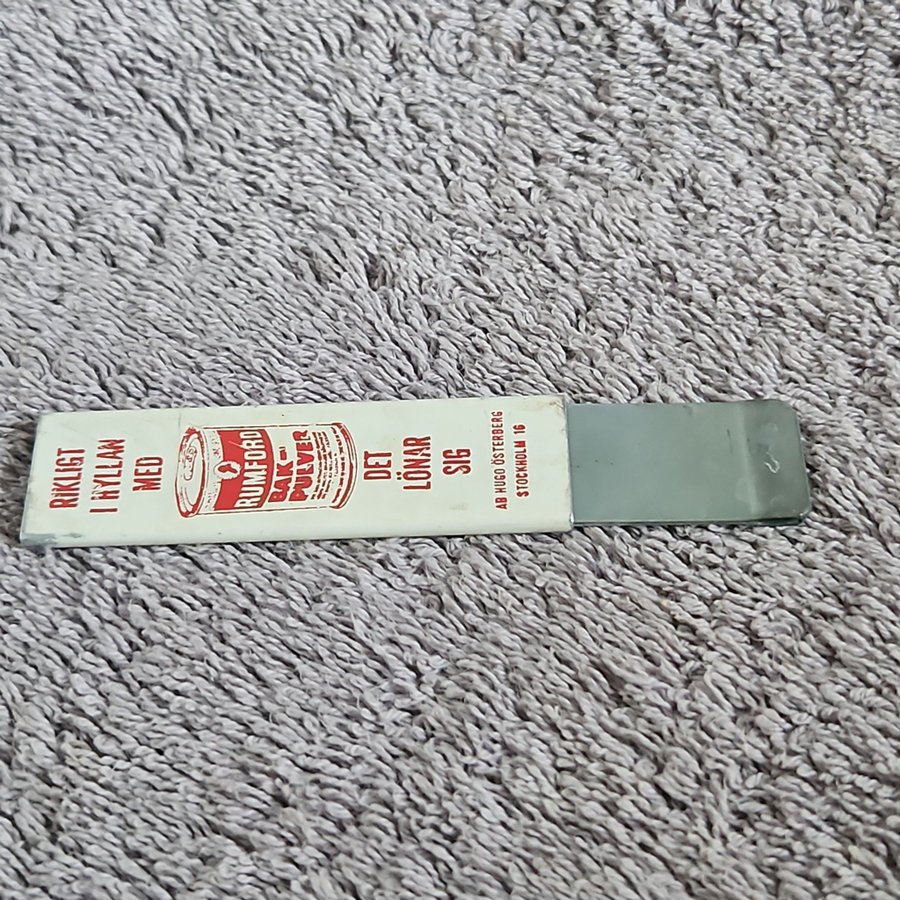 RIKLIGT
I HYLLAN
MED
RUMFORD
BAK-
PULVER
DET
LÖNAR
SIG
AB HUGO ÖSTERBERG
STOCKHOLM 16